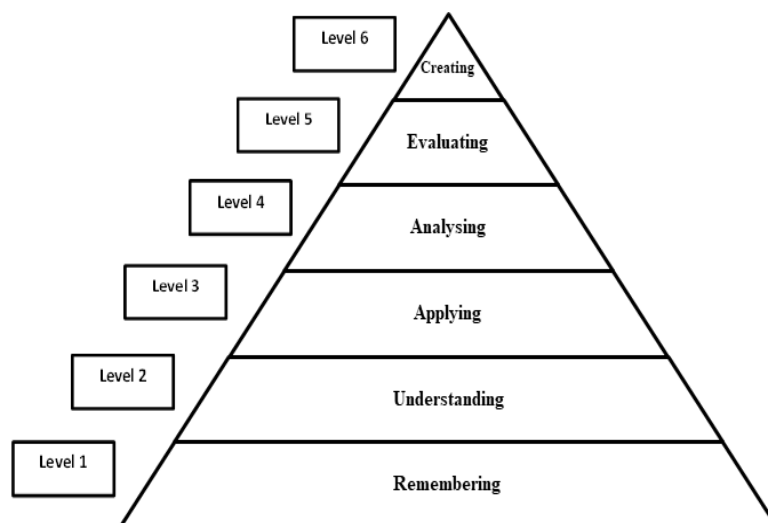 Level 6
Creating
Level 5
Evaluating
Level 4
Analysing
Level 3
Applying
Level 2
Understanding
Level 1
Remembering